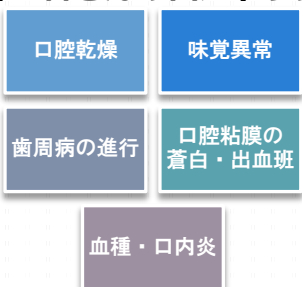 口腔乾燥
味覚異常
歯周病の進行
口腔粘膜の
蒼白・出血班
血種・口内炎